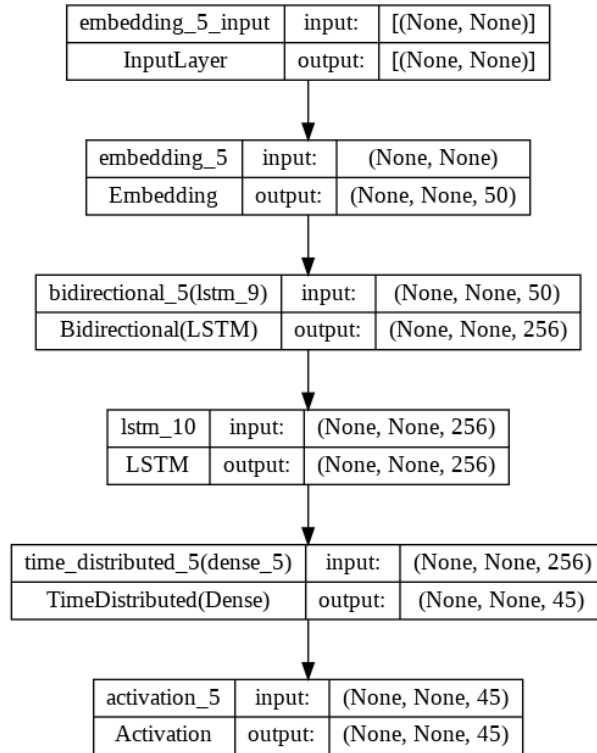 embedding_5_input input: [(None, None)]
InputLayer output: [(None, None)]
embedding_5 input: (None, None)
Embedding output: (None, None, 50)
bidirectional_5(lstm_9) input: (None, None, 50)
Bidirectional(LSTM) output: (None, None, 256)
lstm_10 input: (None, None, 256)
LSTM output: (None, None, 256)
time_distributed_5(dense_5) input: (None, None, 256)
TimeDistributed(Dense) output: (None, None, 45)
activation_5 input: (None, None, 45)
Activation output: (None, None, 45)